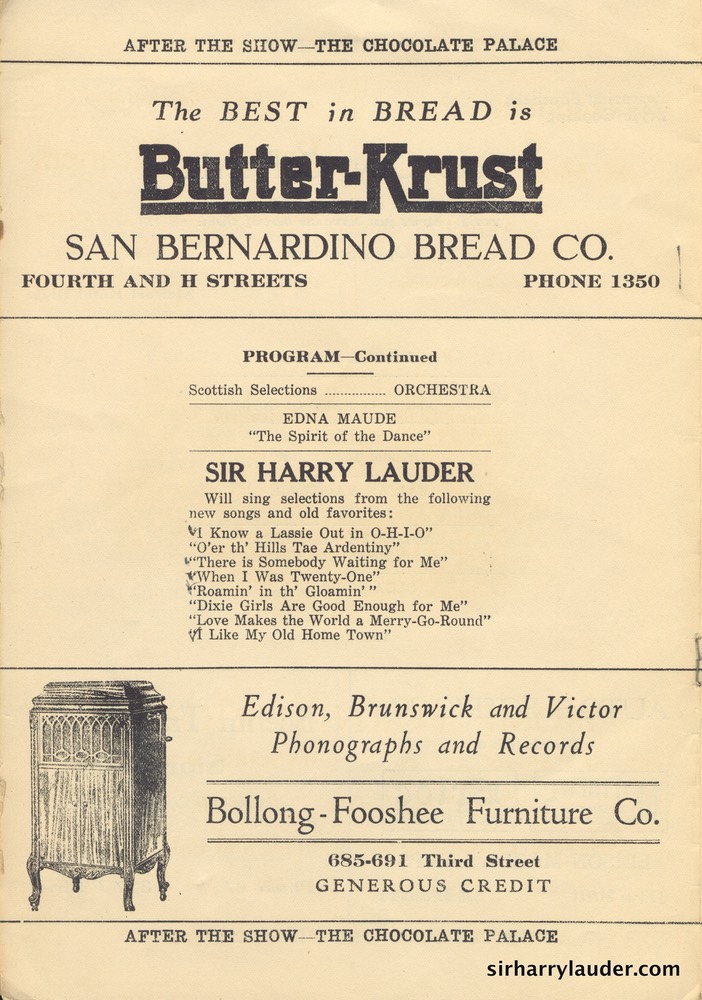 AFTER THE SHOW—THE CHOCOLATE PALACE
The BEST in BREAD is
Butter-Krust
SAN BERNARDINO BREAD CO.
FOURTH AND H STREETS PHONE 1350
PROGRAM—Continued
Scottish Selections ................ ORCHESTRA
EDNA MAUDE
“The Spirit of the Dance”
SIR HARRY LAUDER
Will sing selections from the following
new songs and old favorites:
“I Know a Lassie Out in O-H-I-O”
“O'er th' Hills Tae Ardentiny”
“There is Somebody Waiting for Me”
“When I Was Twenty-One”
“Roamin' in th' Gloamin' ”
“Dixie Girls Are Good Enough for Me”
“Love Makes the World a Merry-Go-Round”
“I Like My Old Home Town”
Edison, Brunswick and Victor
Phonographs and Records
Bollong-Fooshee Furniture Co.
685-691 Third Street
GENEROUS CREDIT
AFTER THE SHOW—THE CHOCOLATE PALACE
sirharrylauder.com